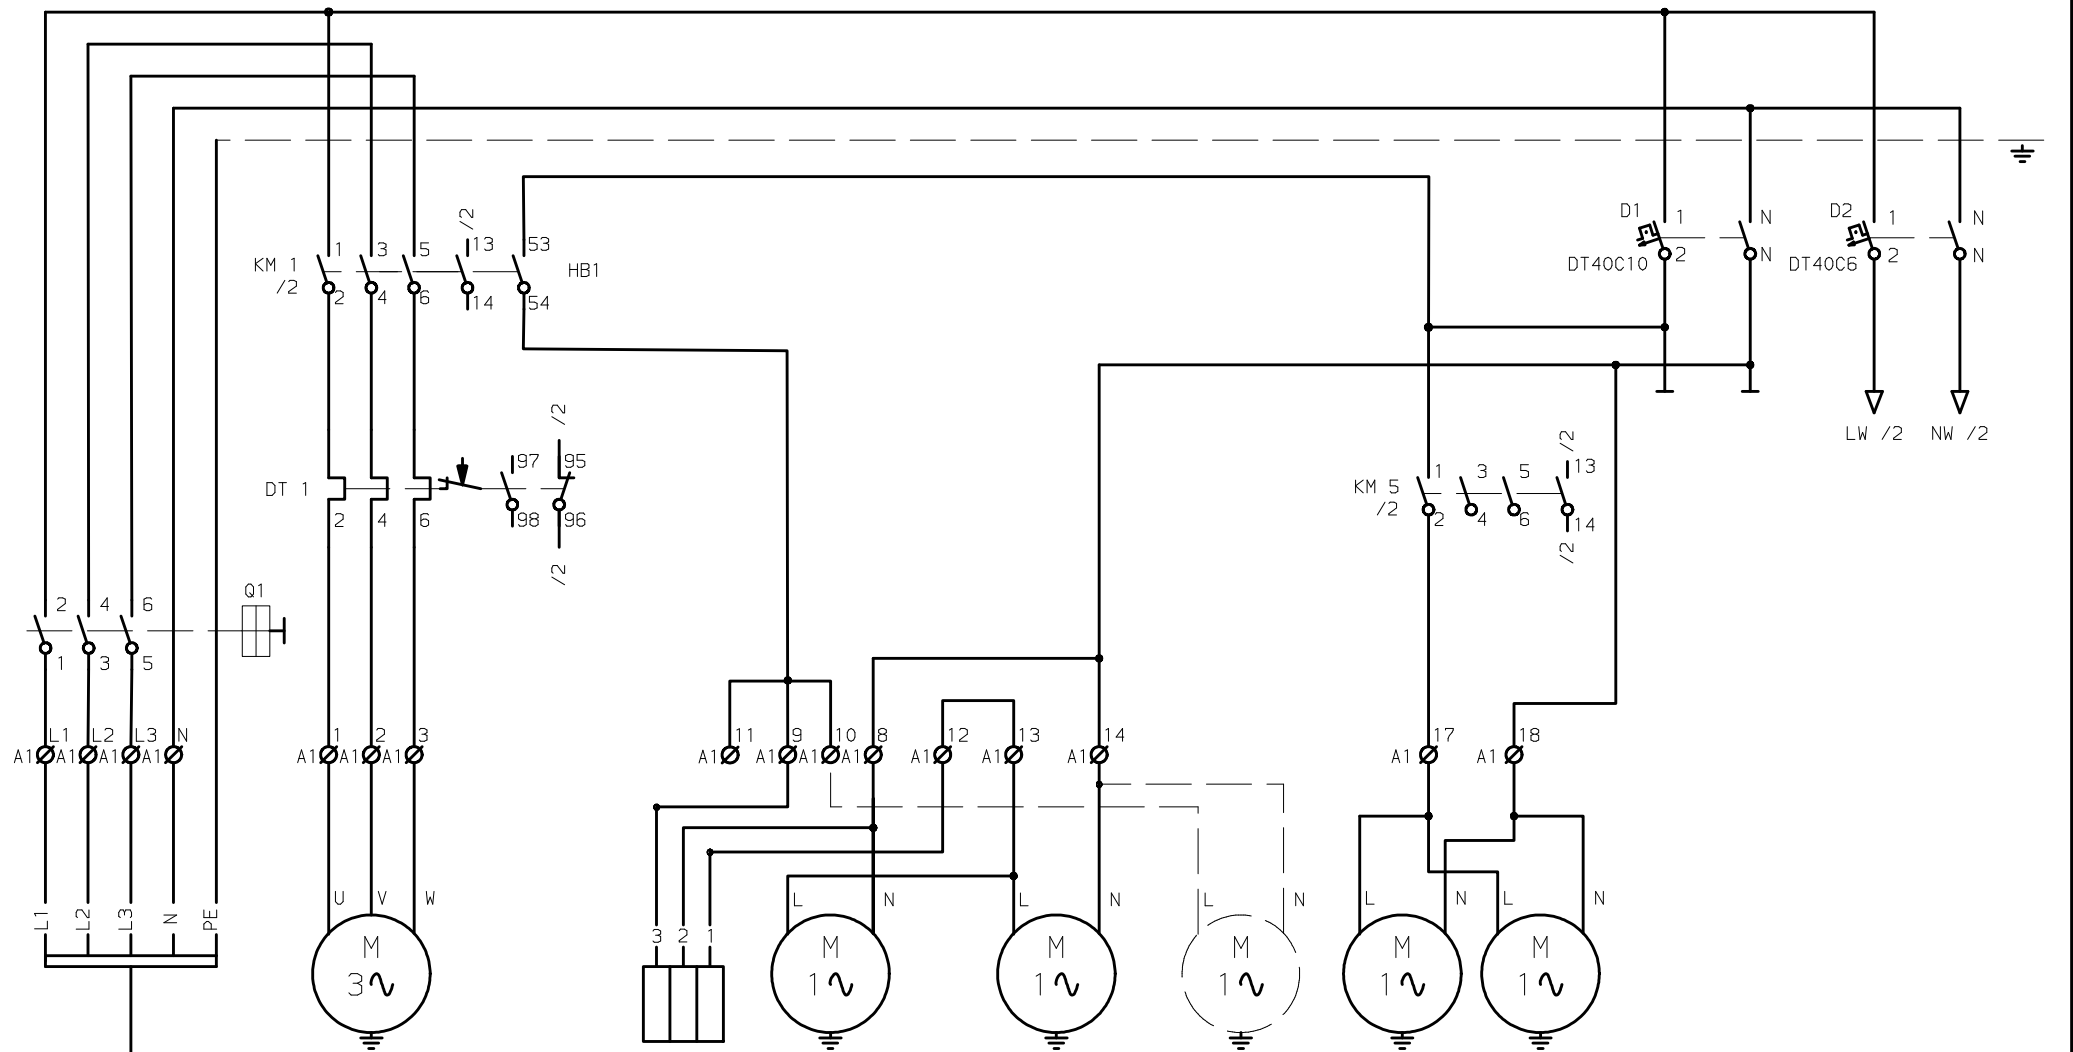 /2
D1 1 N D2 1 N
13 53
1 3 5
KM 1 HB1
/2
2 4 6 14 54
2 N 2 N
DT40C10 DT40C6
/2
LW /2 NW /2
/2
97 95
DT 1
2 4 6 98 96
/2
1 3 5 13
KM 5
/2
2 4 6 14
/2
Q1
2 4 6
1 3 5
L1 L2 L3 N 1 2 3 11 9 10 8 12 13 14 17 18
A1 A1 A1 A1 A1 A1 A1 A1 A1 A1 A1 A1 A1 A1 A1 A1
U V W L N L N L N L N L N
L1 L2 L3 N PE
3 2 1
M M M M M M
3 1 1 1 1 1